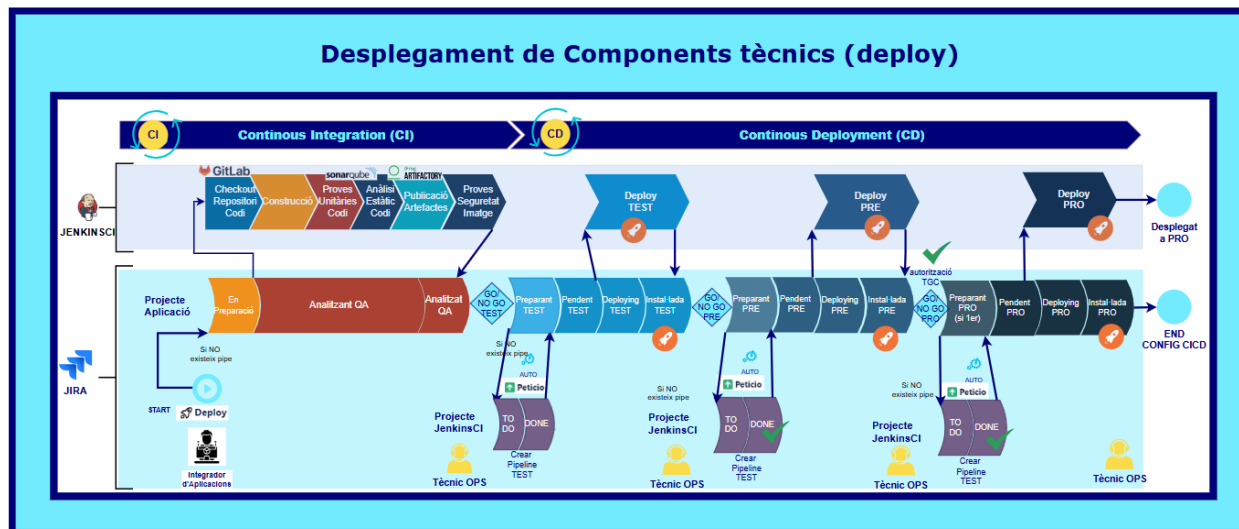 Desplegament de Components tècnics (deploy)
CI
Continous Integration (CI)
CD
Continous Deployment (CD)
GitLab
sonarqube
ARTIFACTORY
Checkout
Repositori
Codi
Construcció
Proves
Unitàries
Codi
Anàlisi
Estàtic
Codi
Publicació
Artefactes
Proves
Seguretat
Imatge
Deploy
TEST
Deploy
PRE
Deploy
PRO
JENKINSCI
Desplegat
a PRO
autorització
TGC
Projecte
Aplicació
En
Preparació
Analitzant QA
Analitzat
QA
GO/
NO GO
TEST
Preparant
TEST
Pendent
TEST
Deploying
TEST
Instal·lada
TEST
GO/
NO GO
PRE
Preparant
PRE
Pendent
PRE
Deploying
PRE
Instal·lada
PRE
GO/
NO GO
PRO
Preparant
PRO
(si 1er)
Pendent
PRO
Deploying
PRO
Instal·lada
PRO
END
CONFIG CICD
JIRA
Si NO
existeix pipe
START
Deploy
Integrador
d'Aplicacions
Si NO
existeix pipe
AUTO
Petício
Projecte
JenkinsCI
TO
DO
DONE
Crear
Pipeline
TEST
Tècnic OPS
Si NO
existeix pipe
AUTO
Petício
Projecte
JenkinsCI
TO
DO
DONE
Crear
Pipeline
TEST
Tècnic OPS
Si NO
existeix pipe
AUTO
Petício
Projecte
JenkinsCI
TO
DO
DONE
Crear
Pipeline
TEST
Tècnic OPS
Tècnic OPS